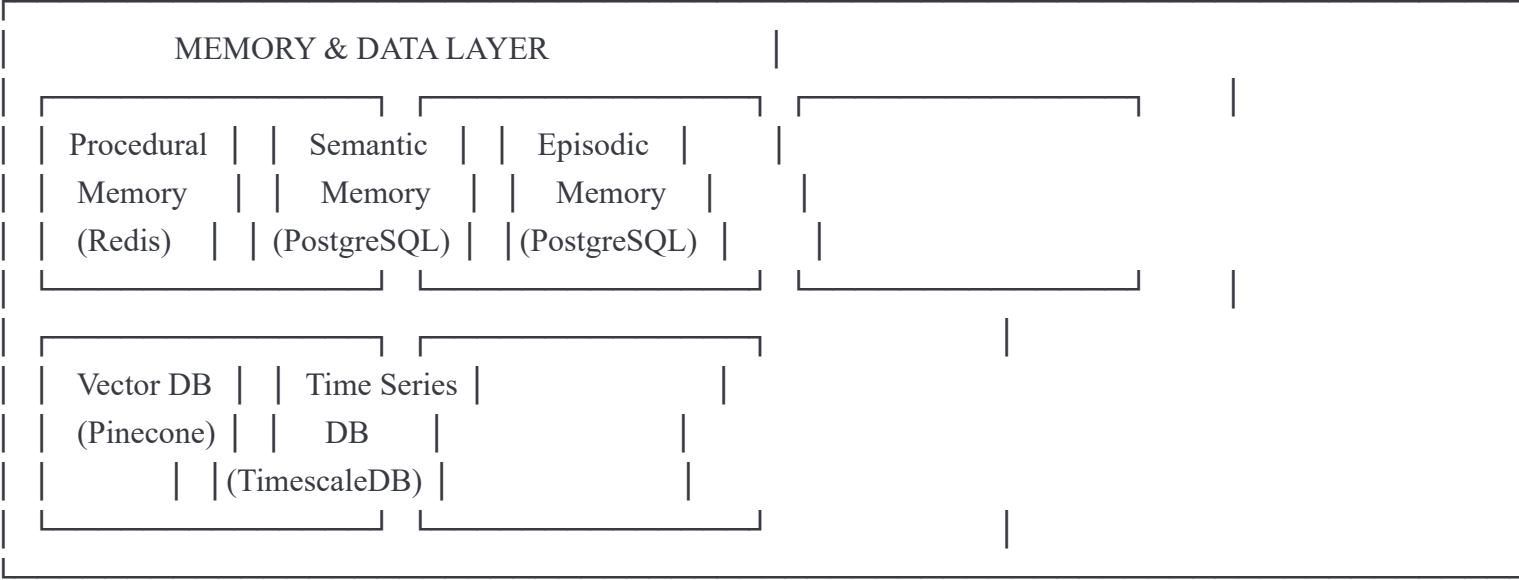 MEMORY & DATA LAYER
Procedural Semantic Episodic
Memory Memory Memory
(Redis) (PostgreSQL) (PostgreSQL)
Vector DB Time Series
(Pinecone) DB
(TimescaleDB)